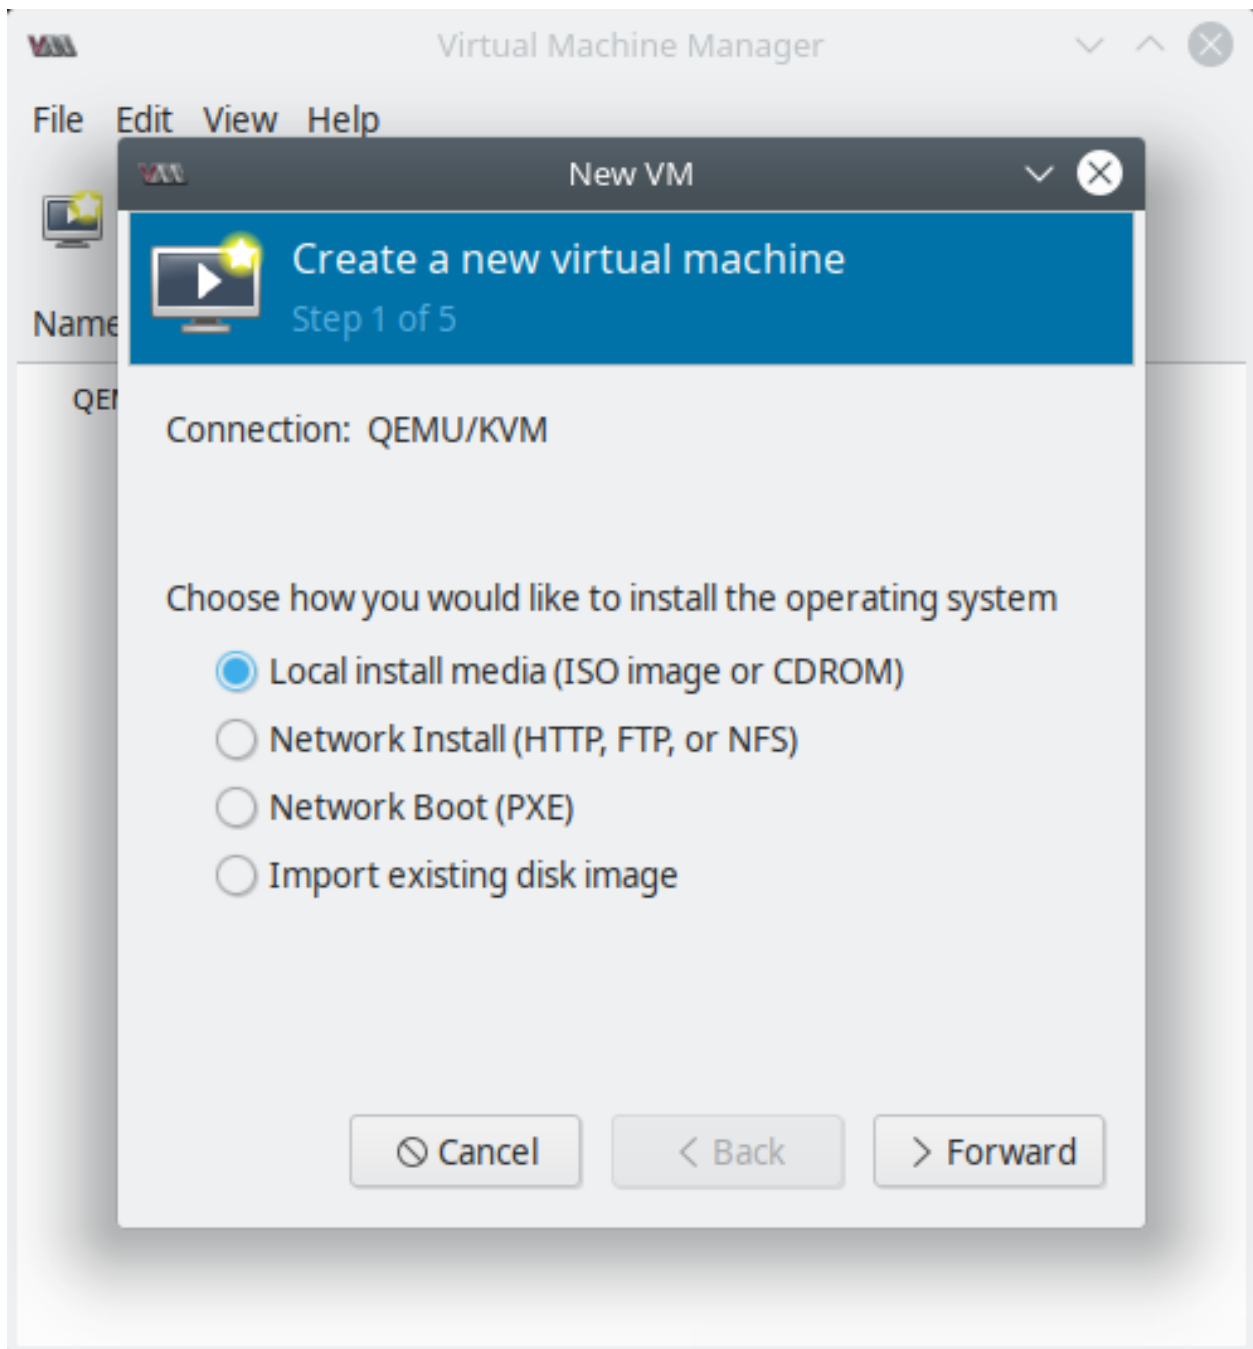 Virtual Machine Manager
File Edit View Help
New VM
Create a new virtual machine
Step 1 of 5
Name
Connection: QEMU/KVM
Choose how you would like to install the operating system
Local install media (ISO image or CDROM)
Network Install (HTTP, FTP, or NFS)
Network Boot (PXE)
Import existing disk image
Cancel < Back > Forward